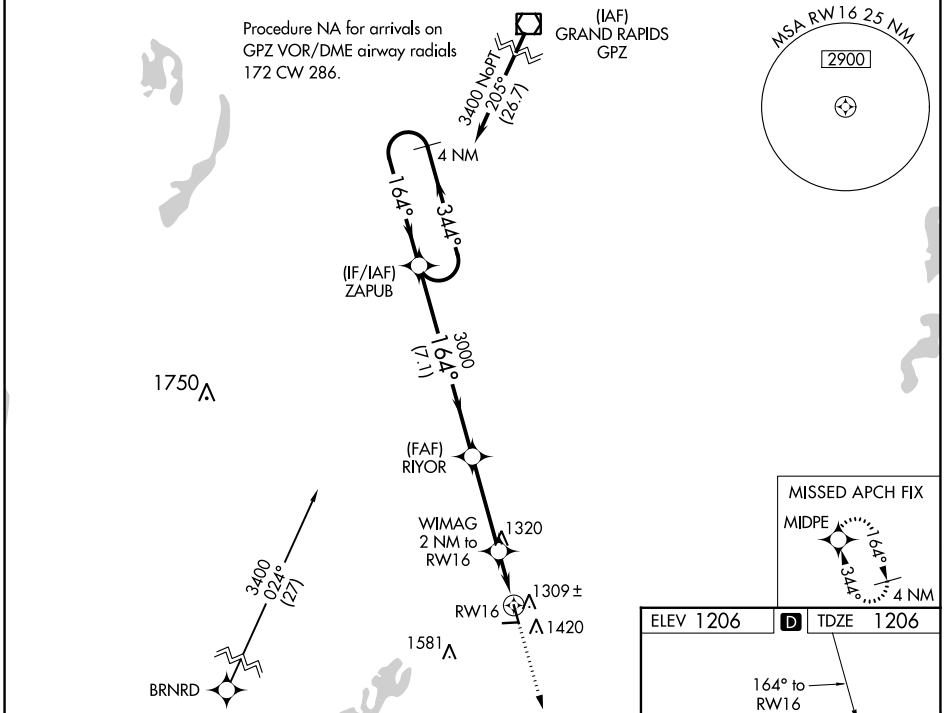 Procedure NA for arrivals on
GPZ VOR/DME airway radials
172 CW 286.
(IAF)
GRAND RAPIDS
GPZ
MSA RW16 25 NM
2900
3400 NoPT
205°
(26.7)
4 NM
164°
344°
(IF/IAF)
ZAPUB
3000
164°
(7.1)
1750
(FAF)
RIYOR
WIMAG
2 NM to
RW16
1320
1309 ±
RW16
1420
1581
3400
024°
(27)
BRNRD
MISSED APCH FIX
MIDPE
164°
344°
4 NM
ELEV 1206
D
TDZE 1206
164° to
RW16